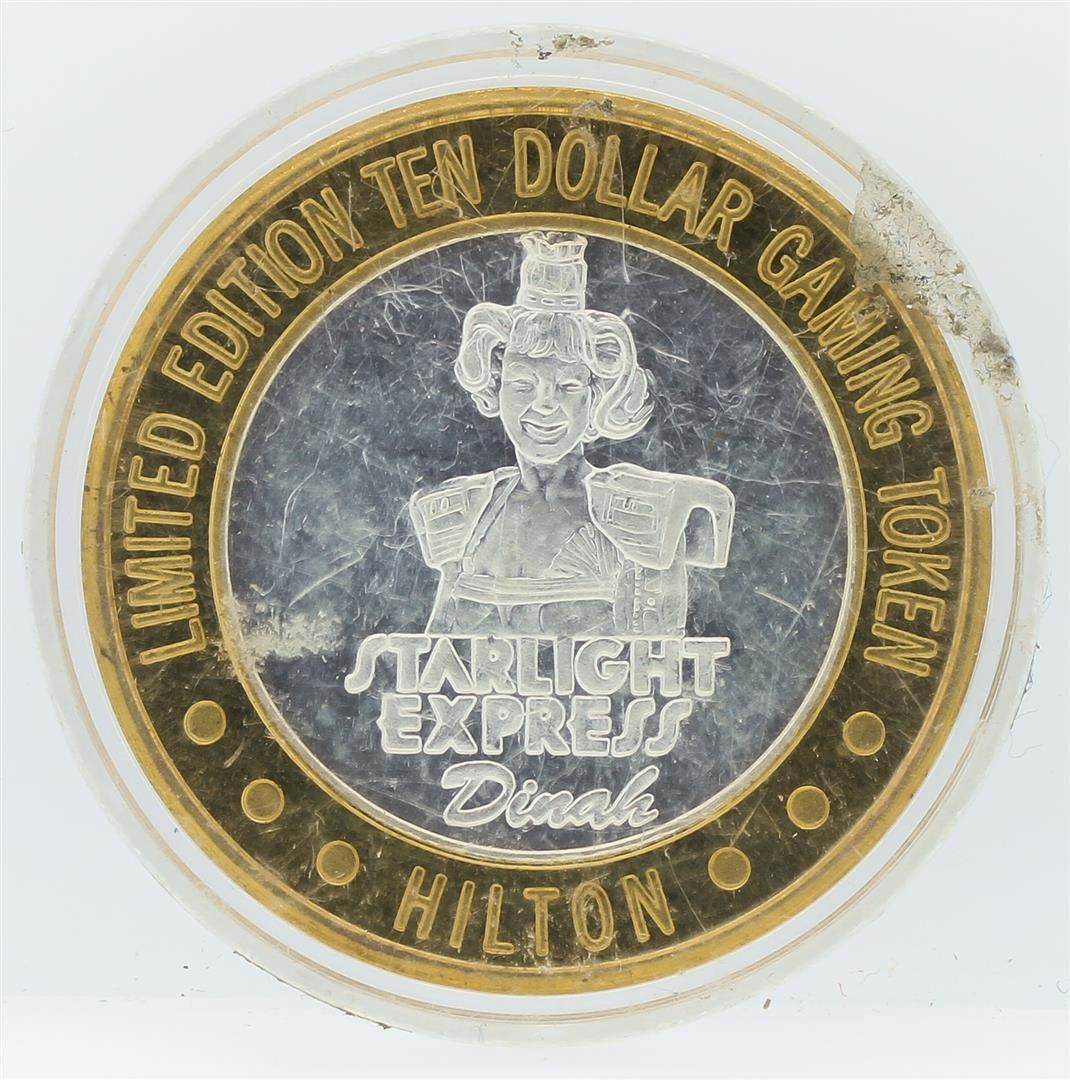 LIMITED EDITION TEN DOLLAR GAMING TOKEN
STARLIGHT
EXPRESS
Dinah
HILTON